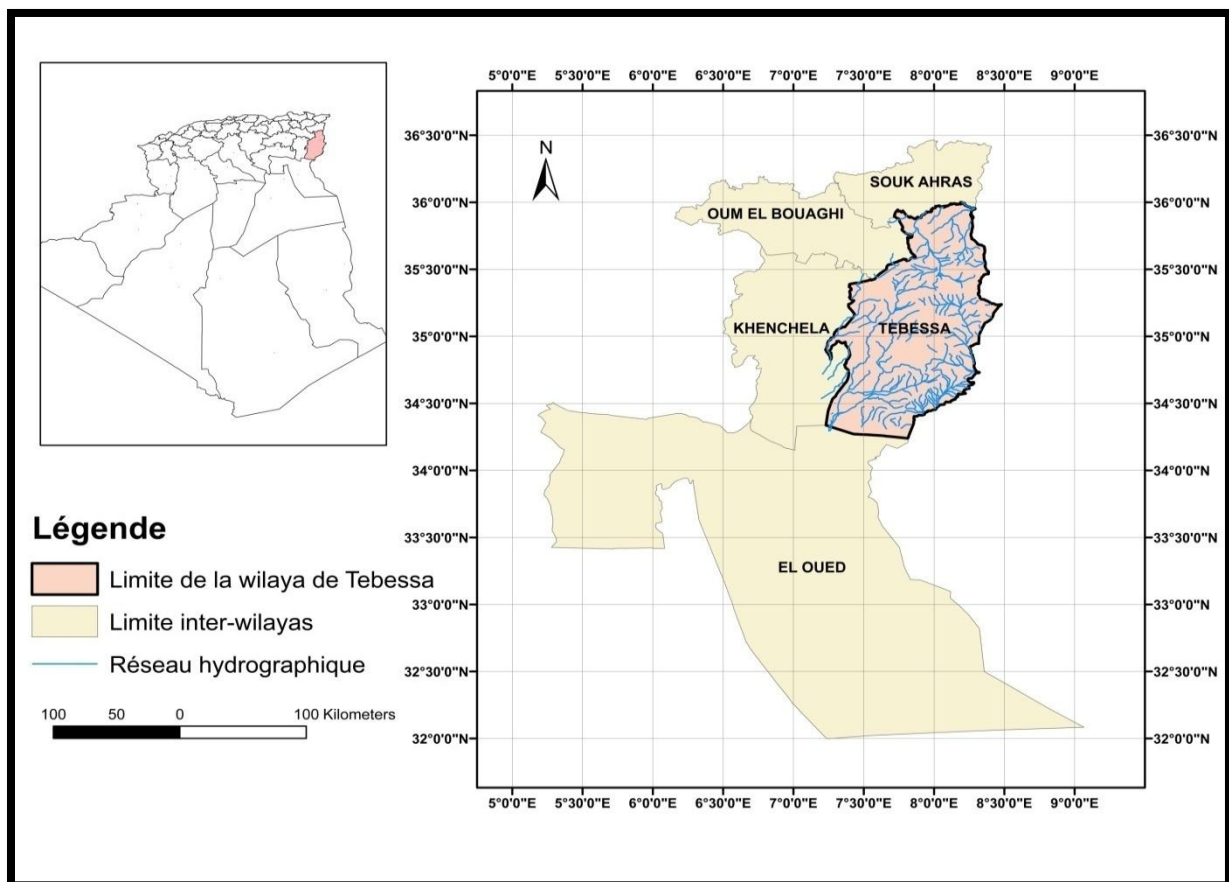 5°0'0"E 5°30'0"E 6°0'0"E 6°30'0"E 7°0'0"E 7°30'0"E 8°0'0"E 8°30'0"E 9°0'0"E
36°30'0"N 36°30'0"N
N
SOUK AHRAS
36°0'0"N 36°0'0"N
OUM EL BOUAGHI
35°30'0"N 35°30'0"N
KHENCHELA TEBESSA
35°0'0"N 35°0'0"N
34°30'0"N 34°30'0"N
34°0'0"N 34°0'0"N
33°30'0"N 33°30'0"N
EL OUED
33°0'0"N 33°0'0"N
32°30'0"N 32°30'0"N
32°0'0"N 32°0'0"N
5°0'0"E 5°30'0"E 6°0'0"E 6°30'0"E 7°0'0"E 7°30'0"E 8°0'0"E 8°30'0"E 9°0'0"E
Légende
Limite de la wilaya de Tebessa
Limite inter-wilayas
Réseau hydrographique
100 50 0 100 Kilometers